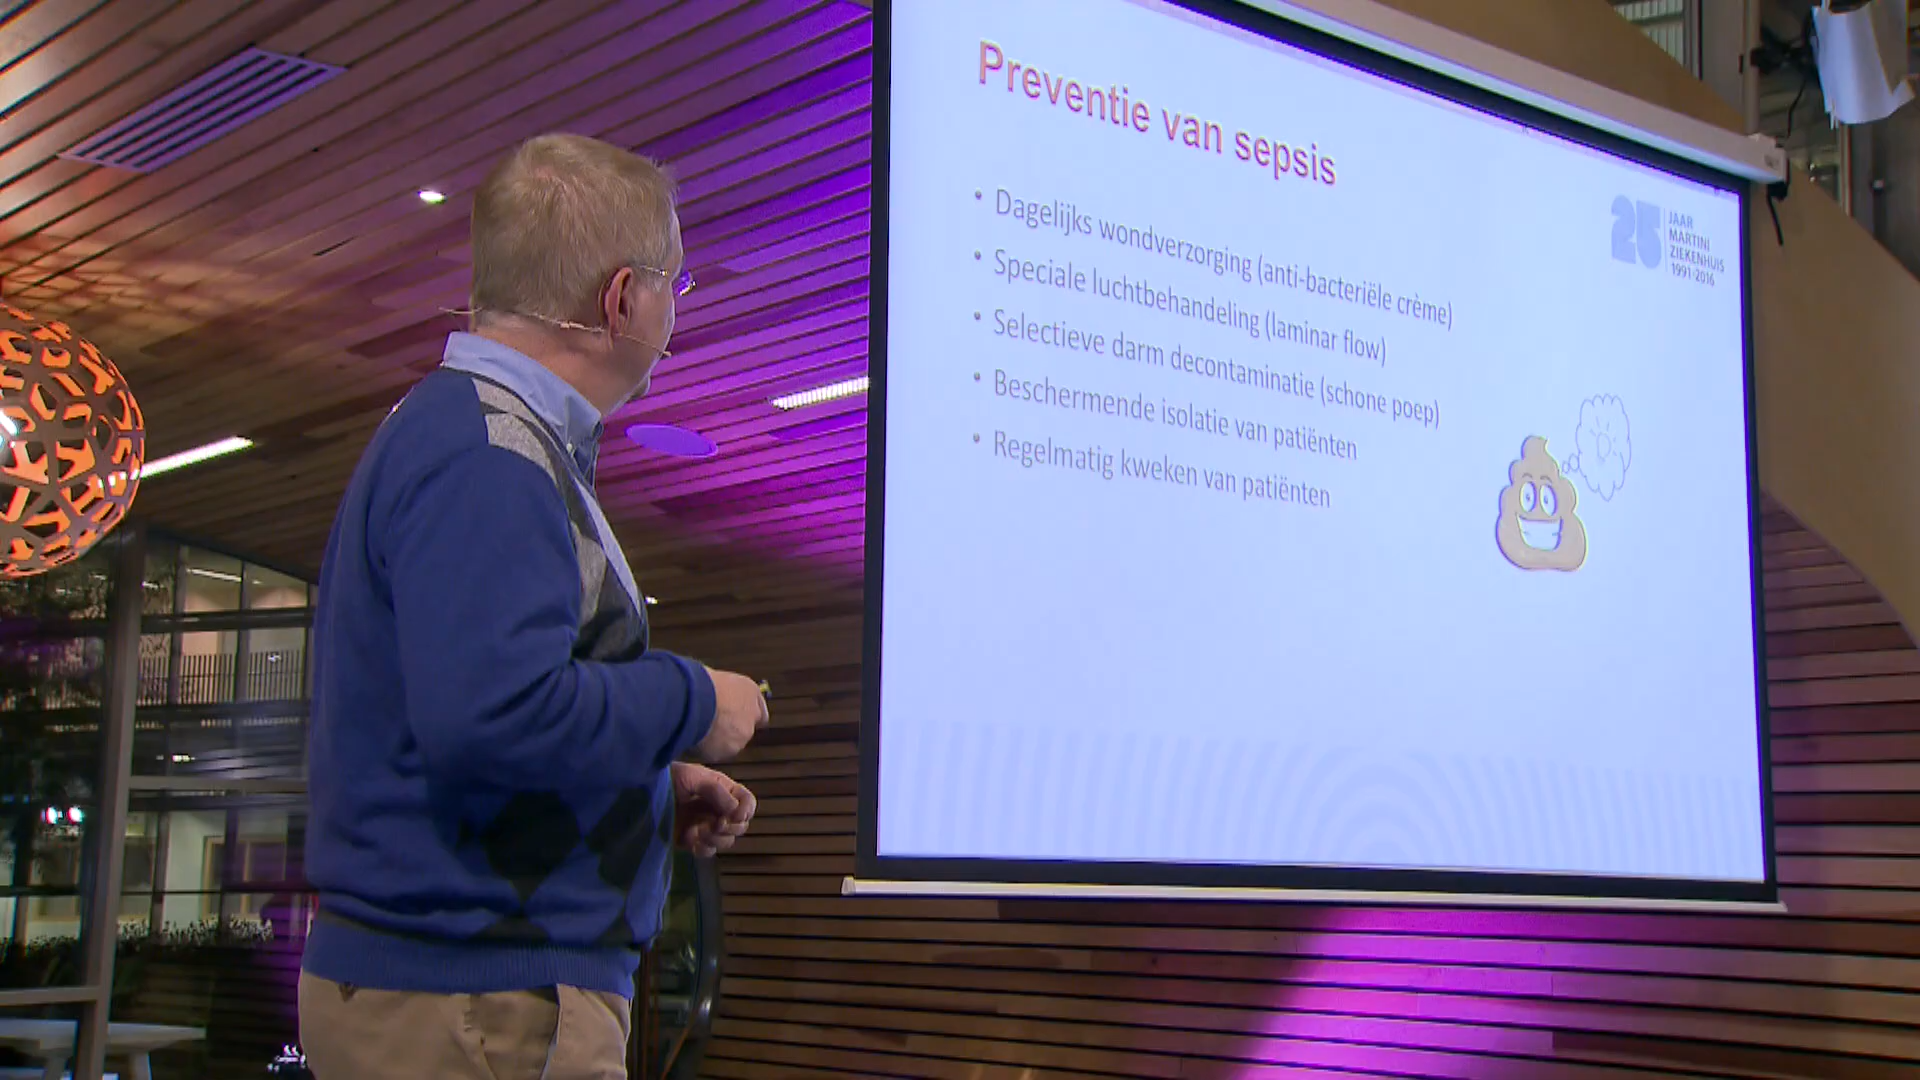 Preventie van sepsis
• Dagelijks wondverzorging (anti-bacteriële crème)
• Speciale luchtbehandeling (laminar flow)
• Selectieve darm decontaminatie (schone poep)
• Beschermende isolatie van patiënten
• Regelmatig kweken van patiënten
25 JAAR
MARTINI
ZIEKENHUIS
1991-2016